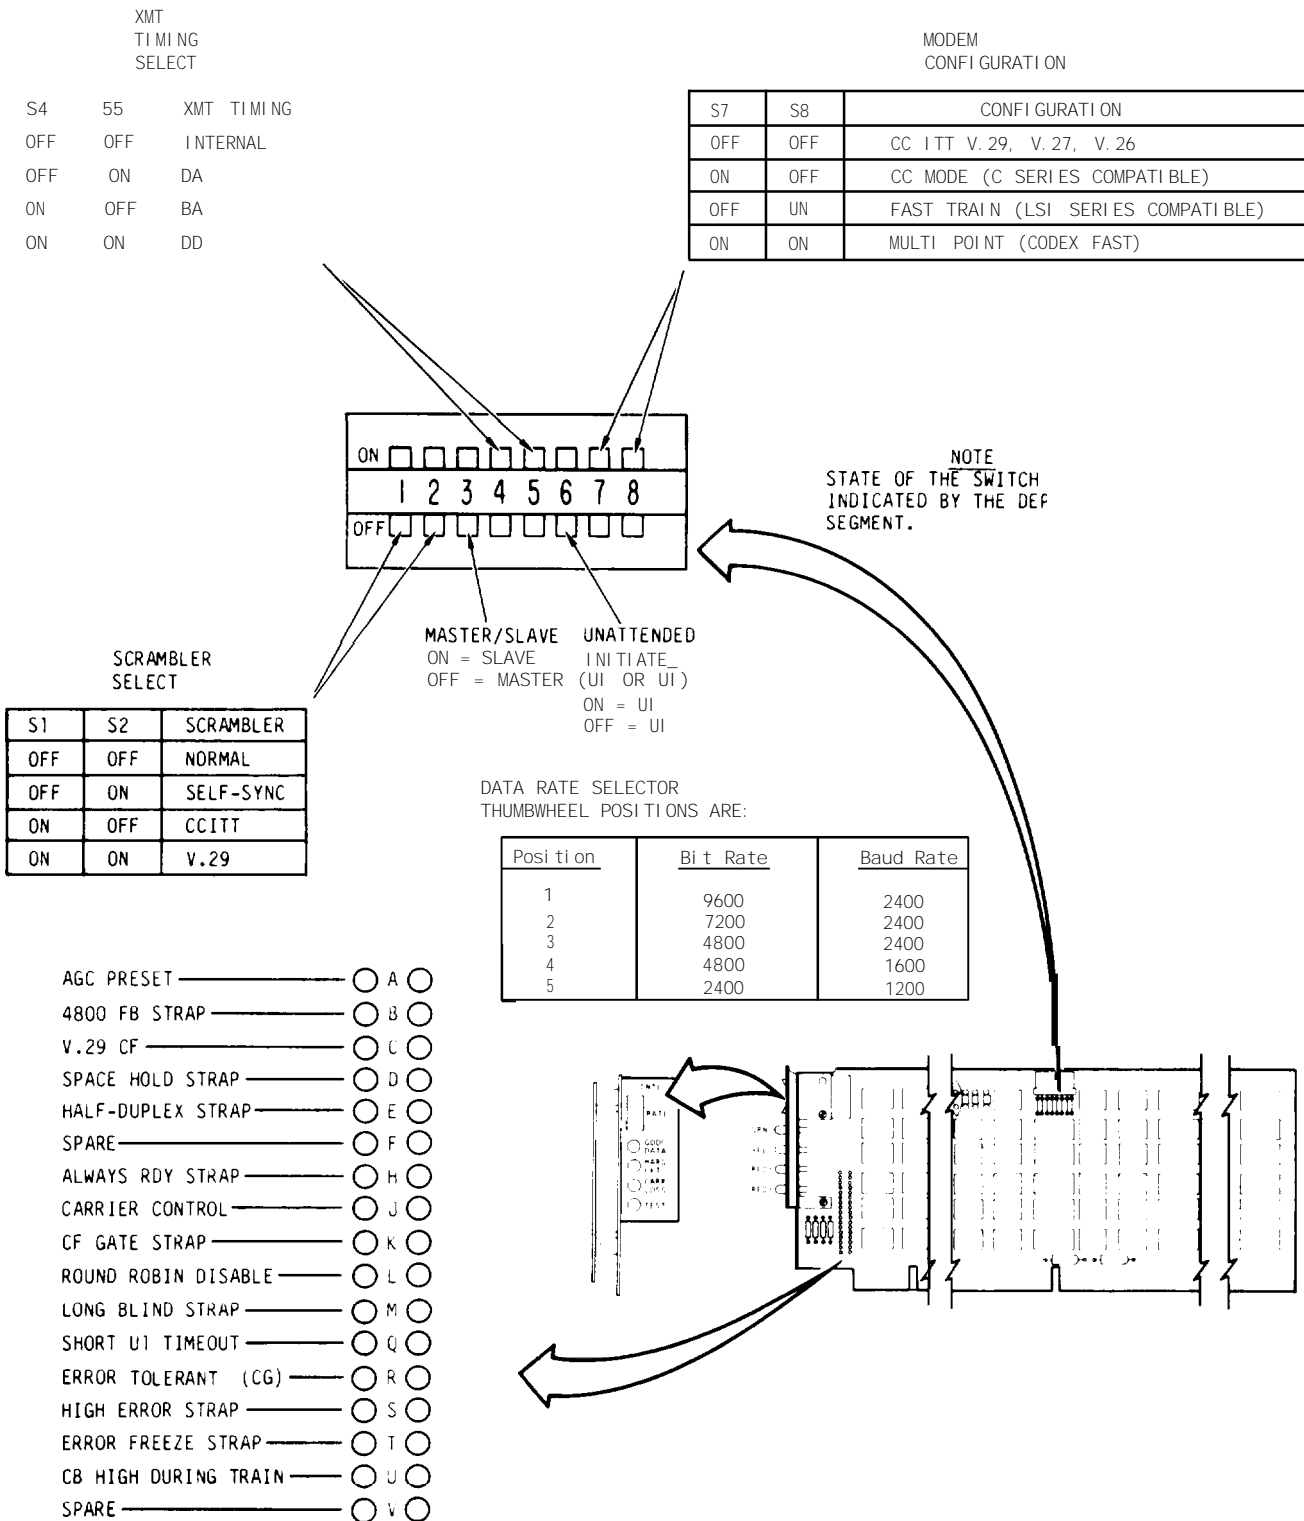 XMT
TIMING
SELECT
S4 55 XMT TIMING
OFF OFF INTERNAL
OFF ON DA
ON OFF BA
ON ON DD
MODEM
CONFIGURATION
S7 S8 CONFIGURATION
OFF OFF CC ITT V.29, V.27, V.26
ON OFF CC MODE (C SERIES COMPATIBLE)
OFF UN FAST TRAIN (LSI SERIES COMPATIBLE)
ON ON MULTI POINT (CODEX FAST)
ON
1 2 3 4 5 6 7 8
OFF
NOTE
STATE OF THE SWITCH
INDICATED BY THE DEP
SEGMENT.
MASTER/SLAVE
ON = SLAVE
OFF = MASTER
UNATTENDED
INITIATE_
(UI OR UI)
ON = UI
OFF = UI
SCRAMBLER
SELECT
S1 S2 SCRAMBLER
OFF OFF NORMAL
OFF ON SELF-SYNC
ON OFF CCITT
ON ON V.29
DATA RATE SELECTOR
THUMBWHEEL POSITIONS ARE:
Position Bit Rate Baud Rate
1 9600 2400
2 7200 2400
3 4800 2400
4 4800 1600
5 2400 1200
AGC PRESET A
4800 FB STRAP B
V.29 CF C
SPACE HOLD STRAP D
HALF-DUPLEX STRAP E
SPARE F
ALWAYS RDY STRAP H
CARRIER CONTROL J
CF GATE STRAP K
ROUND ROBIN DISABLE L
LONG BLIND STRAP M
SHORT UI TIMEOUT Q
ERROR TOLERANT (CG) R
HIGH ERROR STRAP S
ERROR FREEZE STRAP T
CB HIGH DURING TRAIN U
SPARE V
DATA
CARR
TEST